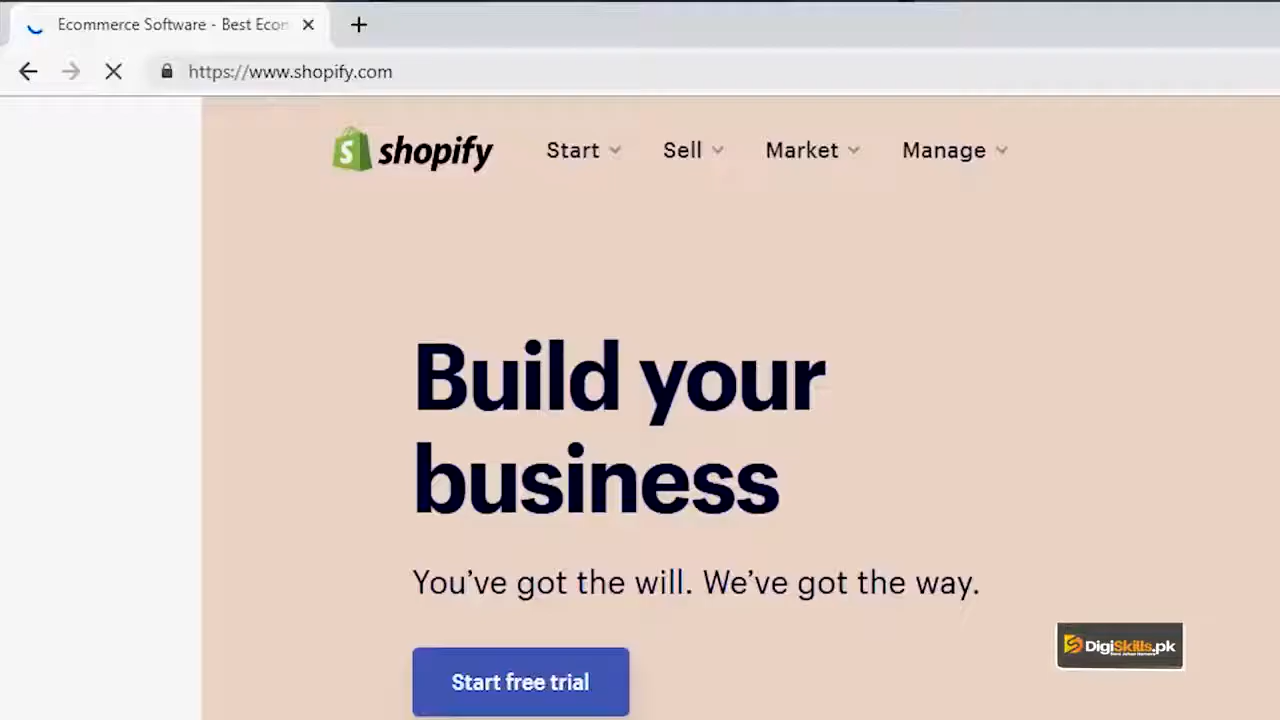 Ecommerce Software - Best Econ
https://www.shopify.com
shopify
Start
Sell
Market
Manage
Build your
business
You’ve got the will. We’ve got the way.
Start free trial
DigiSkills.pk